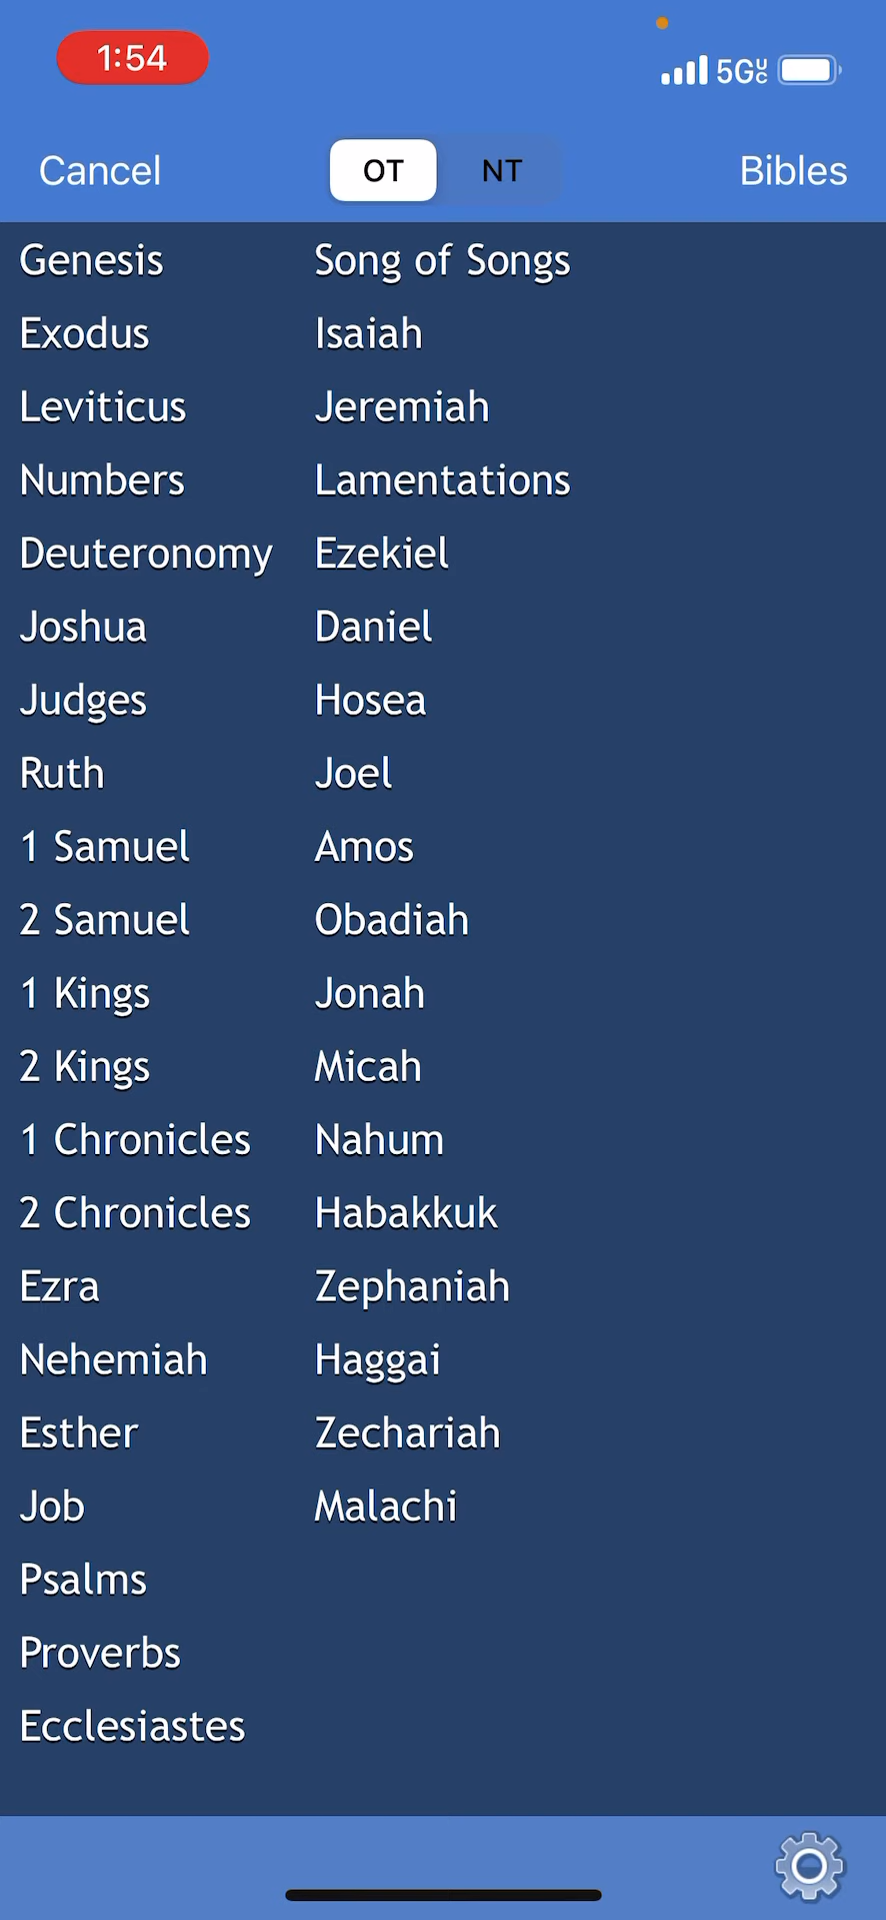 1:54
5GUC
Cancel
OT
NT
Bibles
Genesis
Exodus
Leviticus
Numbers
Deuteronomy
Joshua
Judges
Ruth
1 Samuel
2 Samuel
1 Kings
2 Kings
1 Chronicles
2 Chronicles
Ezra
Nehemiah
Esther
Job
Psalms
Proverbs
Ecclesiastes
Song of Songs
Isaiah
Jeremiah
Lamentations
Ezekiel
Daniel
Hosea
Joel
Amos
Obadiah
Jonah
Micah
Nahum
Habakkuk
Zephaniah
Haggai
Zechariah
Malachi